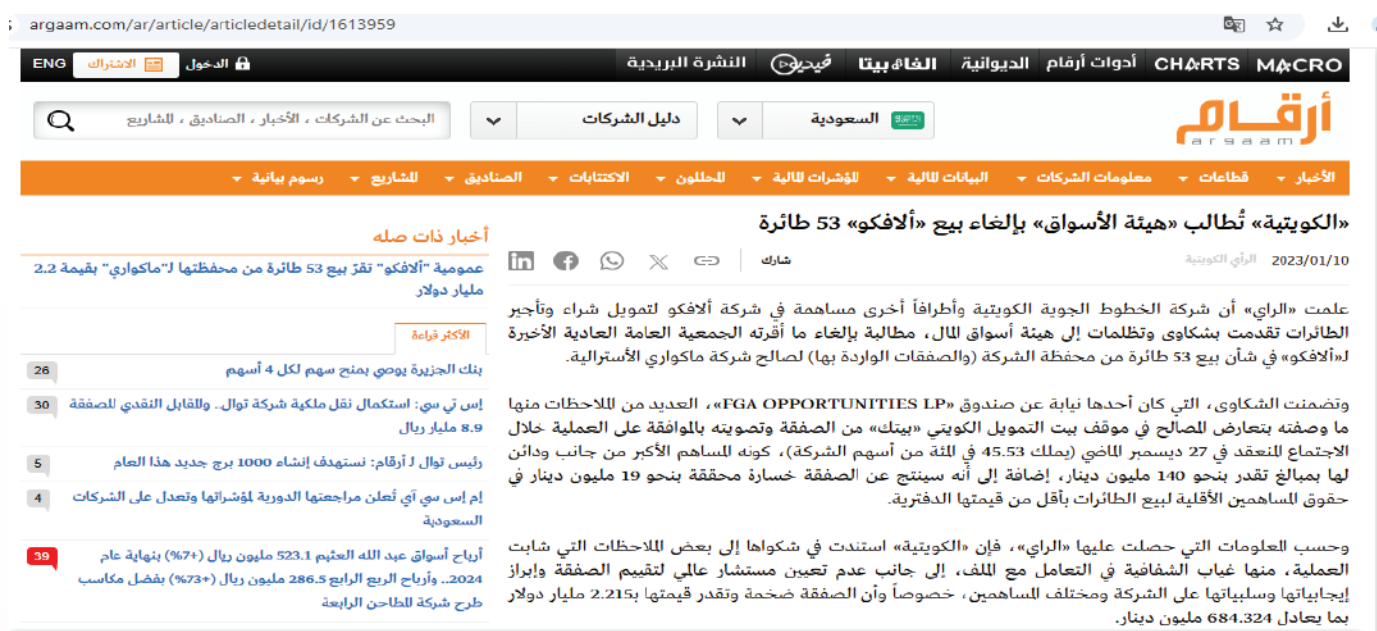 argaam.com/ar/article/articledetail/id/1613959
MACRO CHARTS أدوات أرقام الديوانية الفاقبيتا فيديو النشرة البريدية الدخول الاشتراك ENG
أرقام
argaam
السعودية
دليل الشركات
البحث عن الشركات ، الأخبار ، الصناديق ، المشاريع
الأخبار قطاعات معلومات الشركات البيانات المالية المؤشرات المالية المحللون الاكتتابات الصناديق المشاريع رسوم بيانية
«الكويتية» تُطالب «هيئة الأسواق» بإلغاء بيع «ألافكو» 53 طائرة
2023/01/10 الرأي الكويتية
شارك
علمت «الراي» أن شركة الخطوط الجوية الكويتية وأطرافاً أخرى مساهمة في شركة ألافكو لتمويل شراء وتأجير
الطائرات تقدمت بشكاوى وتظلمات إلى هيئة أسواق المال، مطالبة بإلغاء ما أقرته الجمعية العامة العادية الأخيرة
لـ«ألافكو» في شأن بيع 53 طائرة من محفظة الشركة (والصفقات الواردة بها) لصالح شركة ماكواري الأسترالية.
وتضمنت الشكاوى، التي كان أحدها نيابة عن صندوق «FGA OPPORTUNITIES LP»، العديد من الملاحظات منها
ما وصفته بتعارض المصالح في موقف بيت التمويل الكويتي «بيتك» من الصفقة وتصويته بالموافقة على العملية خلال
الاجتماع المنعقد في 27 ديسمبر الماضي (يملك 45.53 في المئة من أسهم الشركة)، كونه المساهم الأكبر من جانب ودائن
لها بمبالغ تقدر بنحو 140 مليون دينار، إضافة إلى أنه سينتج عن الصفقة خسارة محققة بنحو 19 مليون دينار في
حقوق المساهمين الأقلية لبيع الطائرات بأقل من قيمتها الدفترية.
وحسب المعلومات التي حصلت عليها «الراي»، فإن «الكويتية» استندت في شكواها إلى بعض الملاحظات التي شابت
العملية، منها غياب الشفافية في التعامل مع الملف، إلى جانب عدم تعيين مستشار عالمي لتقييم الصفقة وإبراز
إيجابياتها وسلبياتها على الشركة ومختلف المساهمين، خصوصاً وأن الصفقة ضخمة وتقدر قيمتها بـ2.215 مليار دولار
بما يعادل 684.324 مليون دينار.
أخبار ذات صله
عمومية "ألافكو" تقرّ بيع 53 طائرة من محفظتها لـ"ماكواري" بقيمة 2.2
مليار دولار
الأكثر قراءة
بنك الجزيرة يوصي بمنح سهم لكل 4 أسهم 26
إس تي سي: استكمال نقل ملكية شركة توال.. وللقابل النقدي للصفقة 30
8.9 مليار ريال
رئيس توال لـ أرقام: نستهدف إنشاء 1000 برج جديد هذا العام 5
إم إس سي آي تُعلن مراجعتها الدورية لمؤشراتها وتعدل على الشركات 4
السعودية
أرباح أسواق عبد الله العثيم 523.1 مليون ريال (+7%) بنهاية عام 39
2024.. وأرباح الربع الرابع 286.5 مليون ريال (+73%) بفضل مكاسب
طرح شركة المطاحن الرابعة